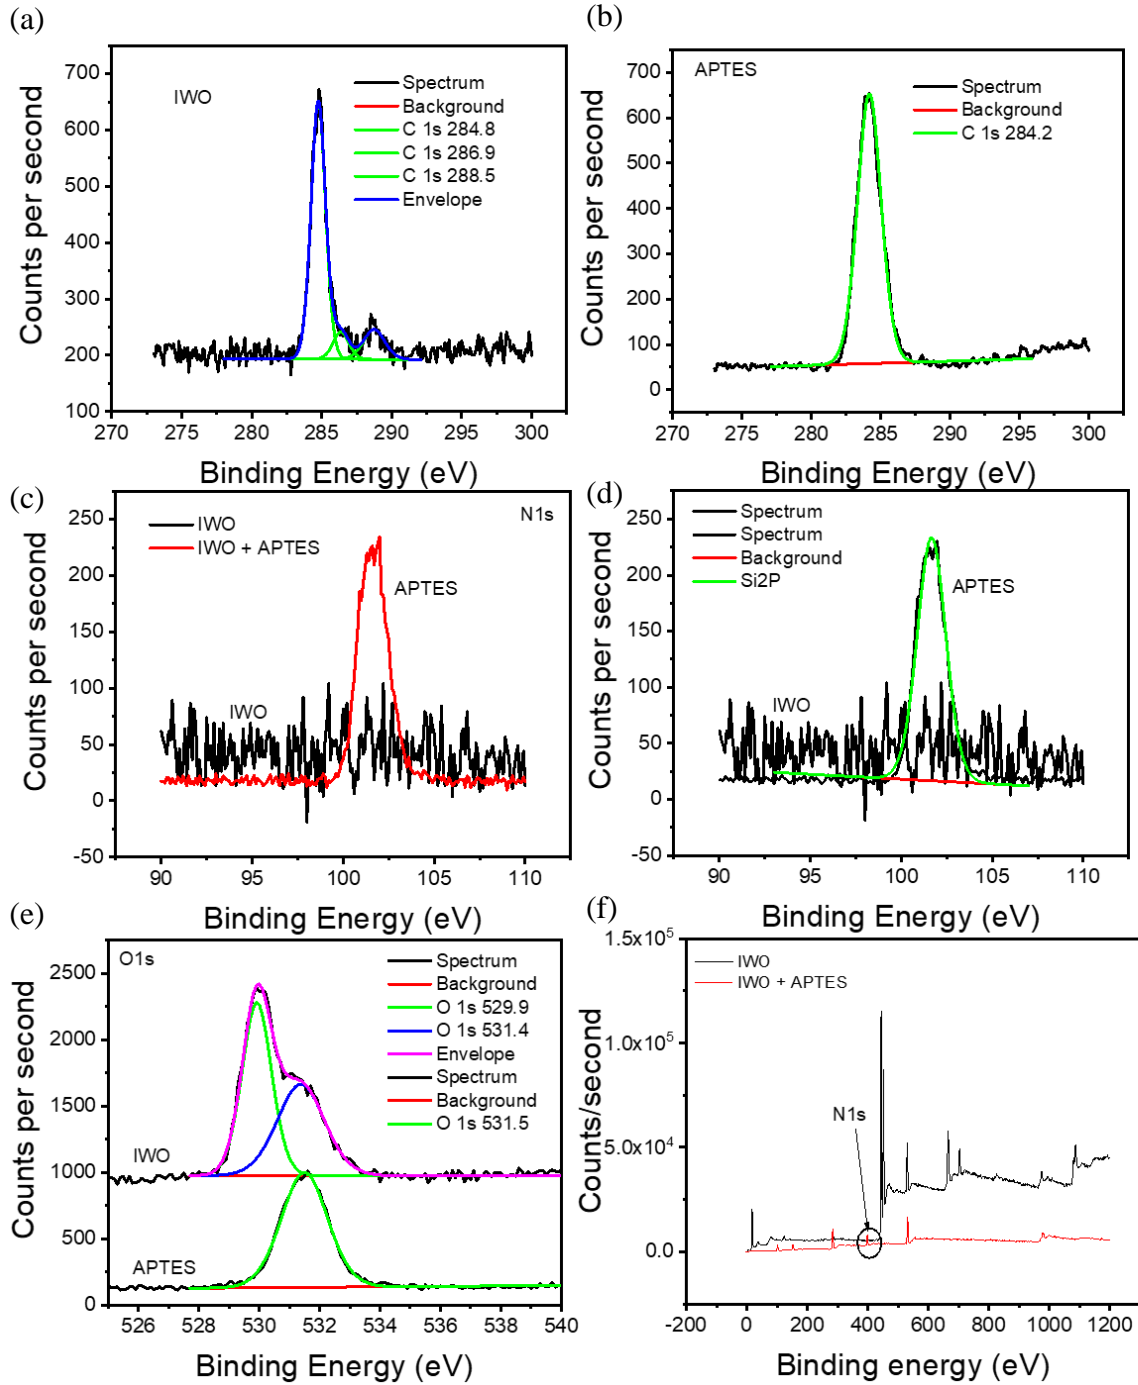 (a)
IWO
Spectrum
Background
C 1s 284.8
C 1s 286.9
C 1s 288.5
Envelope
700
600
500
400
300
200
100
270 275 280 285 290 295 300
Counts per second
Binding Energy (eV)
(b)
APTES
Spectrum
Background
C 1s 284.2
700
600
500
400
300
200
100
0
270 275 280 285 290 295 300
Counts per second
Binding Energy (eV)
(c)
IWO
IWO + APTES
N1s
APTES
IWO
250
200
150
100
50
0
-50
90 95 100 105 110
Counts per second
Binding Energy (eV)
(d)
Spectrum
Spectrum
Background
Si2P
APTES
IWO
250
200
150
100
50
0
-50
90 95 100 105 110
Counts per second
Binding Energy (eV)
(e)
O1s
Spectrum
Background
O 1s 529.9
O 1s 531.4
Envelope
Spectrum
Background
O 1s 531.5
IWO
APTES
2500
2000
1500
1000
500
0
526 528 530 532 534 536 538 540
Counts per second
Binding Energy (eV)
(f)
IWO
IWO + APTES
N1s
1.5x10⁵
1.0x10⁵
5.0x10⁴
0.0
-200 0 200 400 600 800 1000 1200
Counts/second
Binding energy (eV)